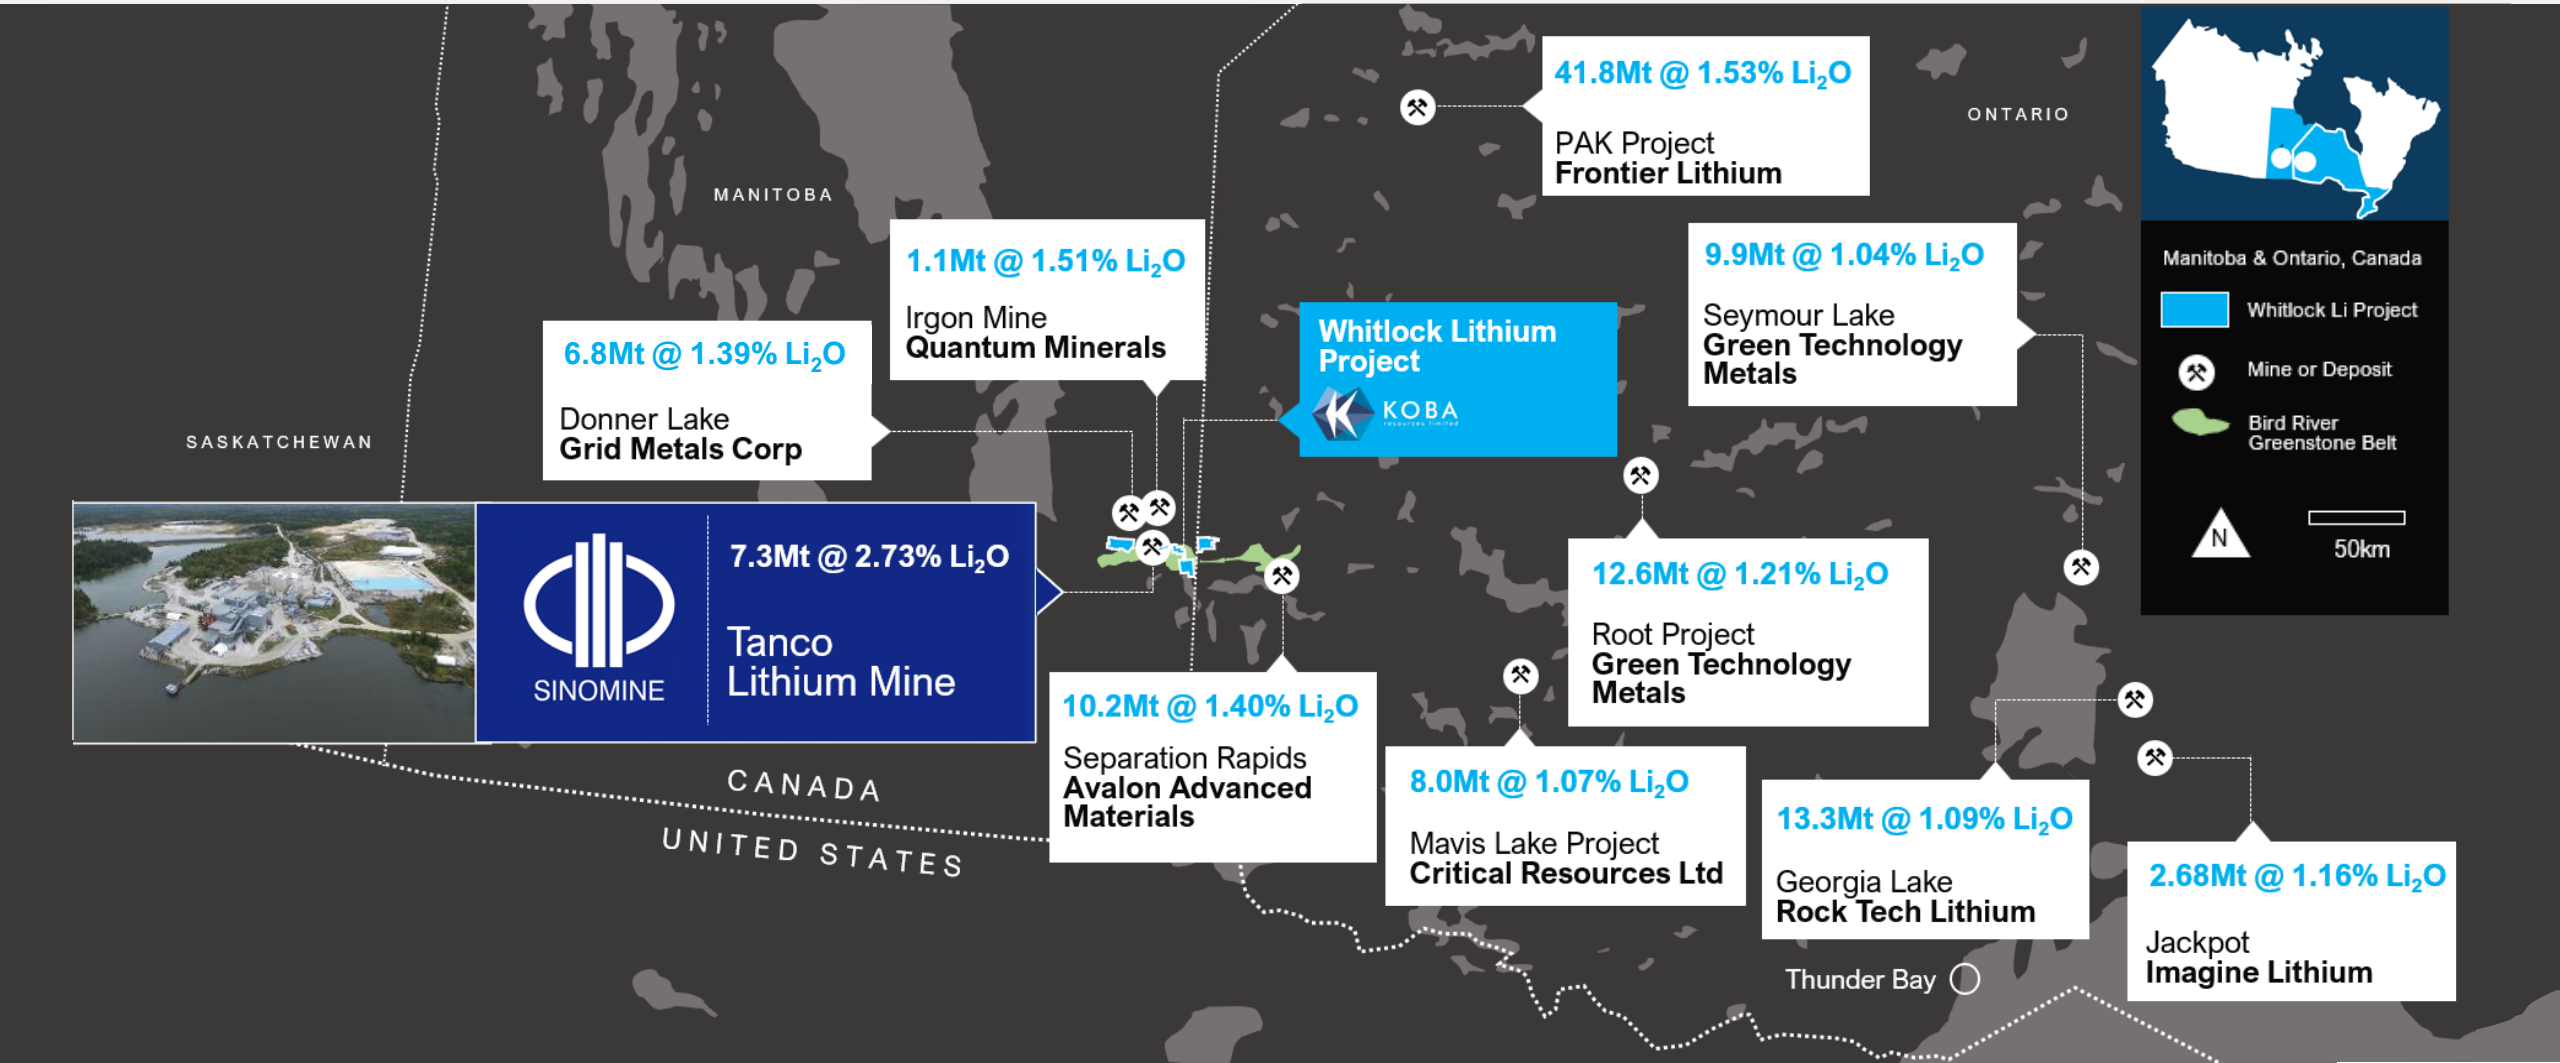 41.8Mt @ 1.53% Li₂O
PAK Project
Frontier Lithium
ONTARIO
MANITOBA
1.1Mt @ 1.51% Li₂O
Irgon Mine
Quantum Minerals
9.9Mt @ 1.04% Li₂O
Seymour Lake
Green Technology
Metals
Manitoba & Ontario, Canada
Whitlock Li Project
Mine or Deposit
Bird River
Greenstone Belt
N
50km
6.8Mt @ 1.39% Li₂O
Donner Lake
Grid Metals Corp
Whitlock Lithium
Project
KOBA
resources limited
SASKATCHEWAN
SINOMINE
7.3Mt @ 2.73% Li₂O
Tanco
Lithium Mine
12.6Mt @ 1.21% Li₂O
Root Project
Green Technology
Metals
10.2Mt @ 1.40% Li₂O
Separation Rapids
Avalon Advanced
Materials
8.0Mt @ 1.07% Li₂O
Mavis Lake Project
Critical Resources Ltd
13.3Mt @ 1.09% Li₂O
Georgia Lake
Rock Tech Lithium
2.68Mt @ 1.16% Li₂O
Jackpot
Imagine Lithium
CANADA
UNITED STATES
Thunder Bay